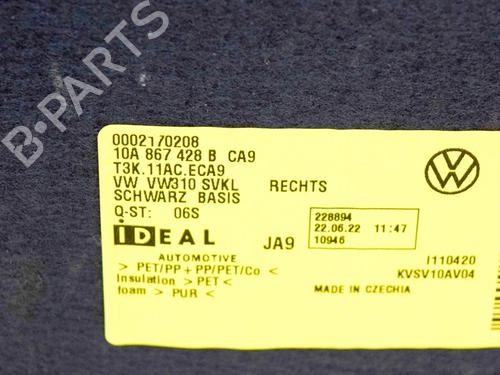 B-PARTS
0002170208
10A 867 428 B CA9
T3K.11AC.ECA9
VW VW310 SVKL RECHTS
SCHWARZ BASIS
Q-ST: 06S
228894
22.06.22 11:47
10946
IDEAL JA9
AUTOMOTIVE
I110420
> PET/PP + PP/PET/Co <
KVSV10AV04
Insulation > PET <
foam > PUR <
MADE IN CZECHIA